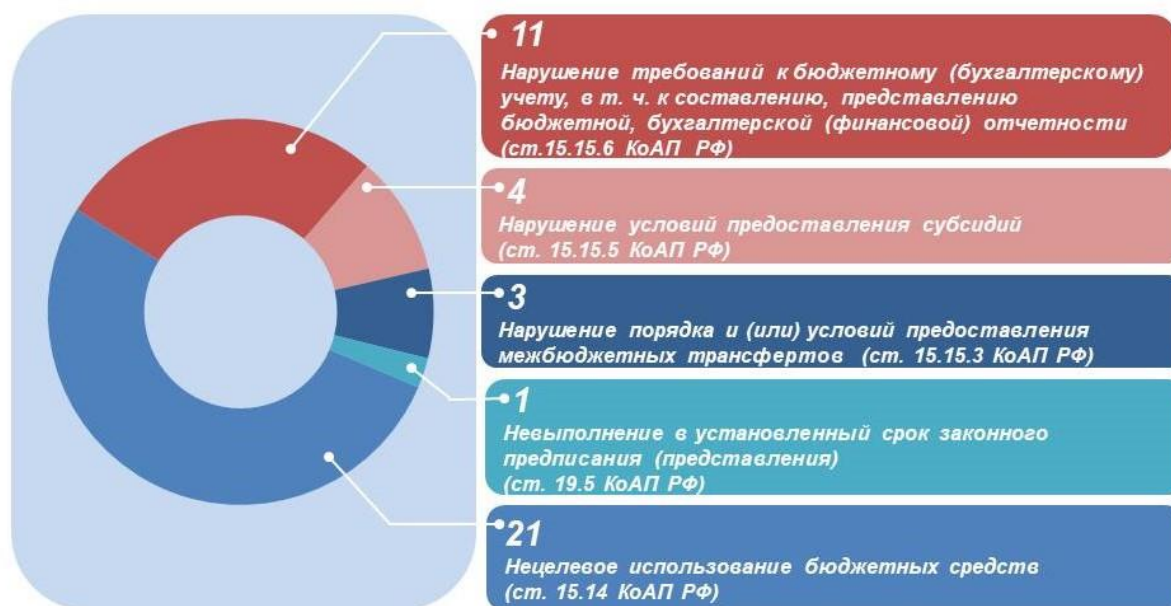 11
Нарушение требований к бюджетному (бухгалтерскому)
учету, в т. ч. к составлению, представлению
бюджетной, бухгалтерской (финансовой) отчетности
(ст.15.15.6 КоАП РФ)
4
Нарушение условий предоставления субсидий
(ст. 15.15.5 КоАП РФ)
3
Нарушение порядка и (или) условий предоставления
межбюджетных трансфертов (ст. 15.15.3 КоАП РФ)
1
Невыполнение в установленный срок законного
предписания (представления)
(ст. 19.5 КоАП РФ)
21
Нецелевое использование бюджетных средств
(ст. 15.14 КоАП РФ)